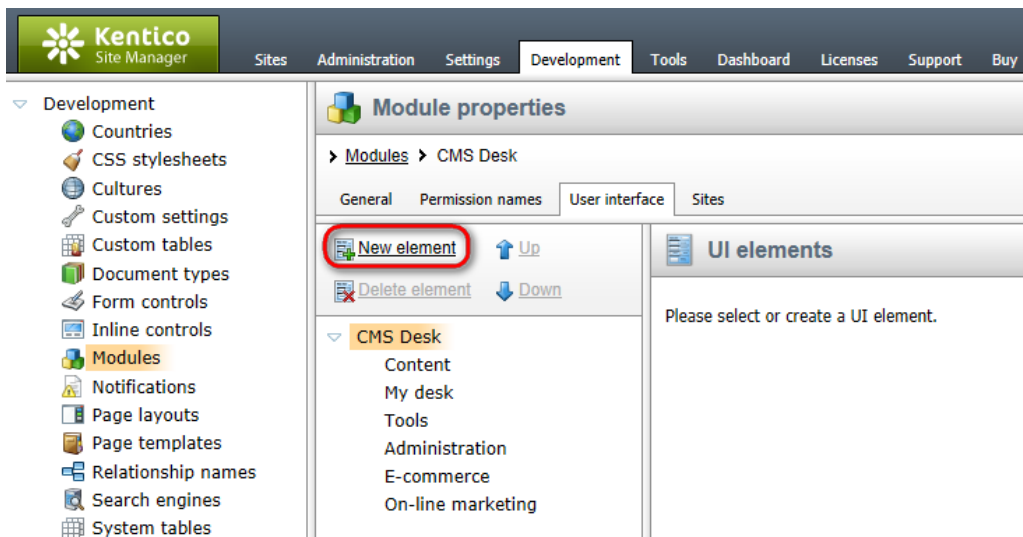 Kentico
Site Manager
Sites Administration Settings Development Tools Dashboard Licenses Support Buy
Development
Countries
CSS stylesheets
Cultures
Custom settings
Custom tables
Document types
Form controls
Inline controls
Modules
Notifications
Page layouts
Page templates
Relationship names
Search engines
System tables
Module properties
Modules > CMS Desk
General Permission names User interface Sites
New element Up
Delete element Down
CMS Desk
Content
My desk
Tools
Administration
E-commerce
On-line marketing
UI elements
Please select or create a UI element.